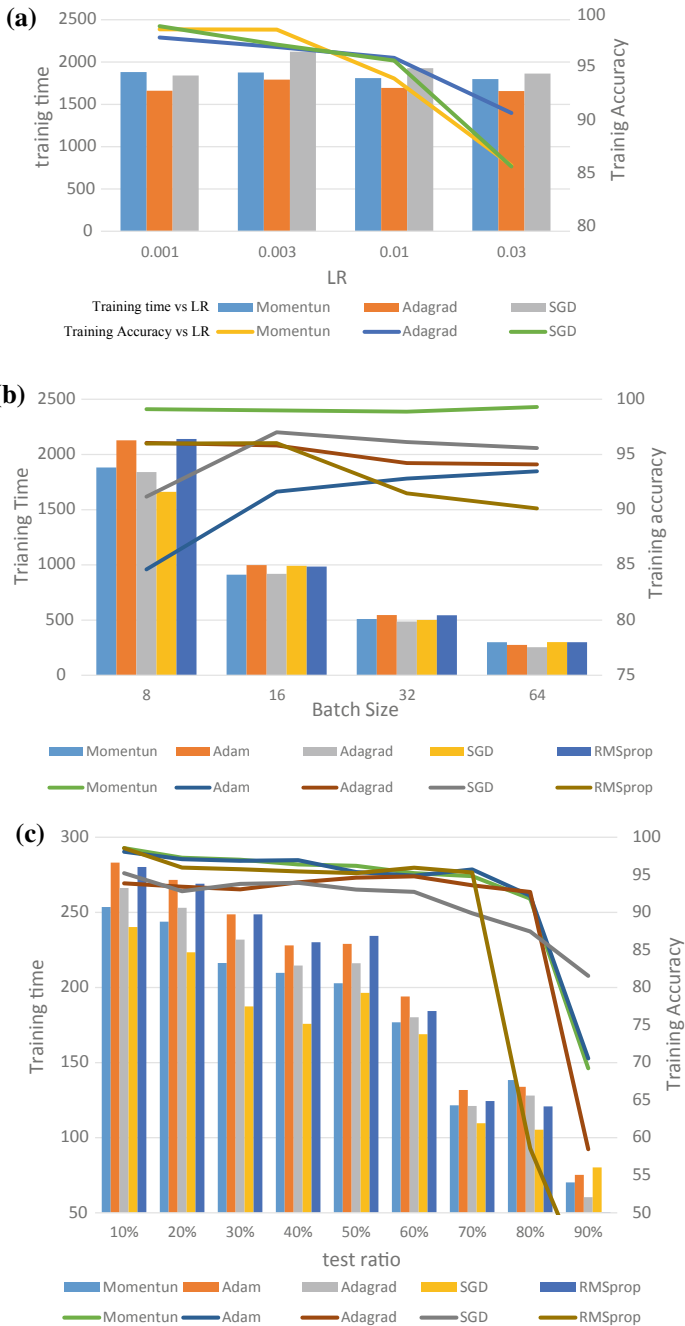 (a)
2500
2000
1500
1000
500
0
trainig time
100
95
90
85
80
Trainig Accuracy
0.001 0.003 0.01 0.03
LR
Training time vs LR Momentun Adagrad SGD
Training Accuracy vs LR Momentun Adagrad SGD
(b)
2500
2000
1500
1000
500
0
Trianing Time
100
95
90
85
80
75
Training accuracy
8 16 32 64
Batch Size
Momentun Adam Adagrad SGD RMSprop
Momentun Adam Adagrad SGD RMSprop
(c)
300
250
200
150
100
50
Training time
100
95
90
85
80
75
70
65
60
55
50
Training Accuracy
10% 20% 30% 40% 50% 60% 70% 80% 90%
test ratio
Momentun Adam Adagrad SGD RMSprop
Momentun Adam Adagrad SGD RMSprop